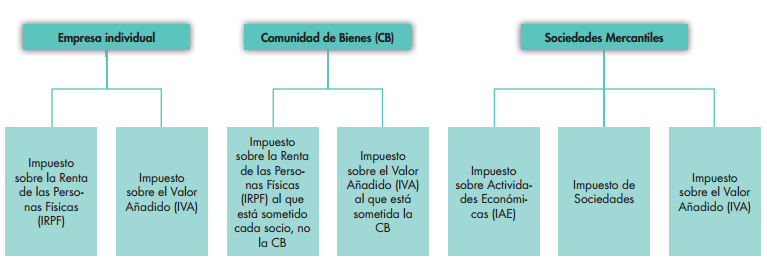 Empresa individual
Comunidad de Bienes (CB)
Sociedades Mercantiles
Impuesto
sobre la Renta
de las Perso-
nas Físicas
(IRPF)
Impuesto
sobre el Valor
Añadido (IVA)
Impuesto
sobre la Renta
de las Perso-
nas Físicas
(IRPF) al que
está sometido
cada socio, no
la CB
Impuesto
sobre el Valor
Añadido (IVA)
al que está
sometida la
CB
Impuesto
sobre Activida-
des Económi-
cas (IAE)
Impuesto de
Sociedades
Impuesto
sobre el Valor
Añadido (IVA)